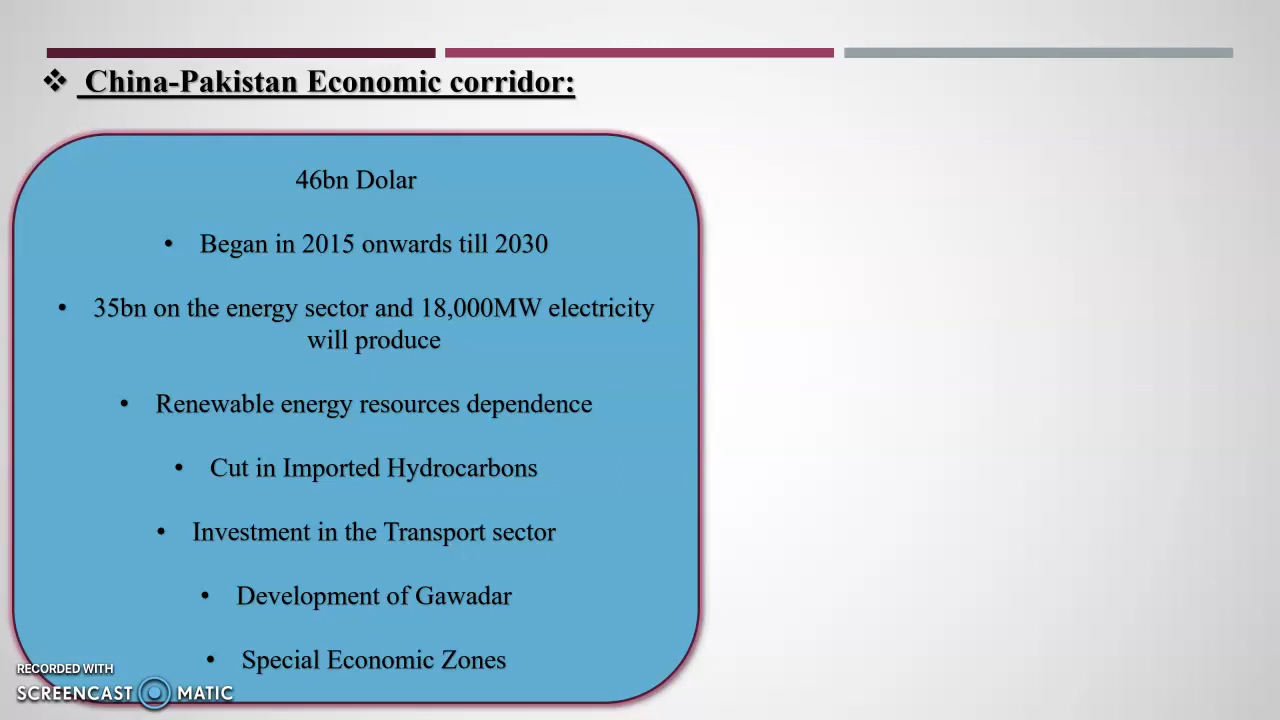 ❖ China-Pakistan Economic corridor:
46bn Dolar
• Began in 2015 onwards till 2030
• 35bn on the energy sector and 18,000MW electricity
will produce
• Renewable energy resources dependence
• Cut in Imported Hydrocarbons
• Investment in the Transport sector
• Development of Gawadar
• Special Economic Zones
RECORDED WITH
SCREENCAST MATIC